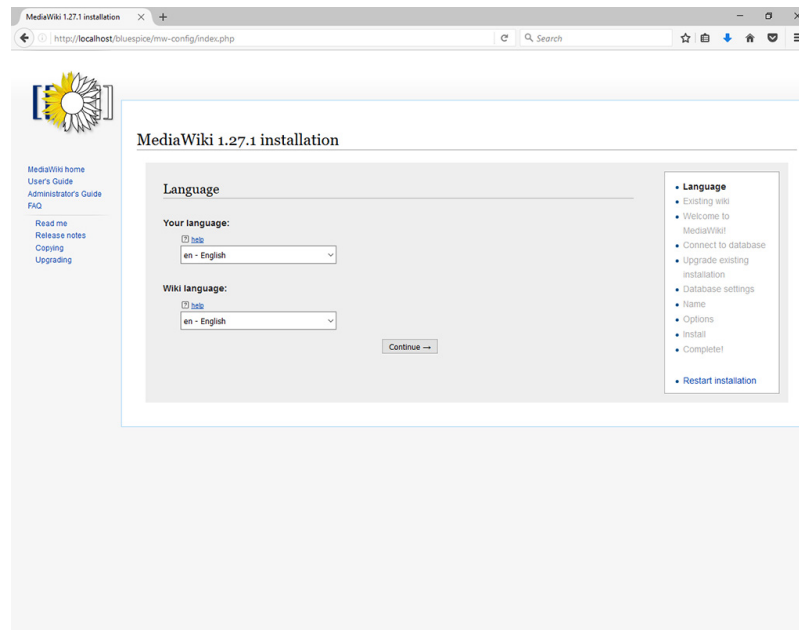 MediaWiki 1.27.1 installation
http://localhost/bluespice/mw-config/index.php
Search
MediaWiki home
User's Guide
Administrator's Guide
FAQ
Read me
Release notes
Copying
Upgrading
MediaWiki 1.27.1 installation
Language
Your language:
help
en - English
Wiki language:
help
en - English
Continue →
Language
Existing wiki
Welcome to
MediaWiki!
Connect to database
Upgrade existing
installation
Database settings
Name
Options
Install
Complete!
Restart installation